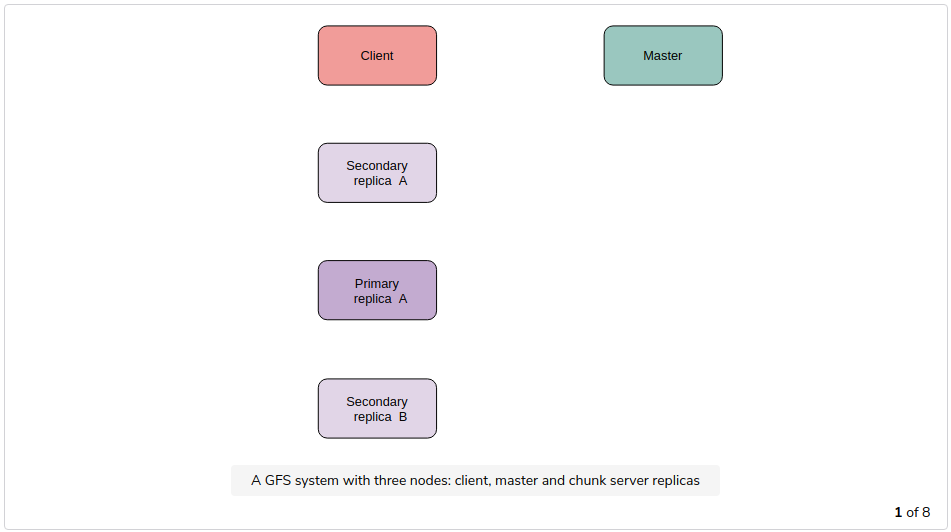 Client
Master
Secondary
replica A
Primary
replica A
Secondary
replica B
A GFS system with three nodes: client, master and chunk server replicas
1 of 8